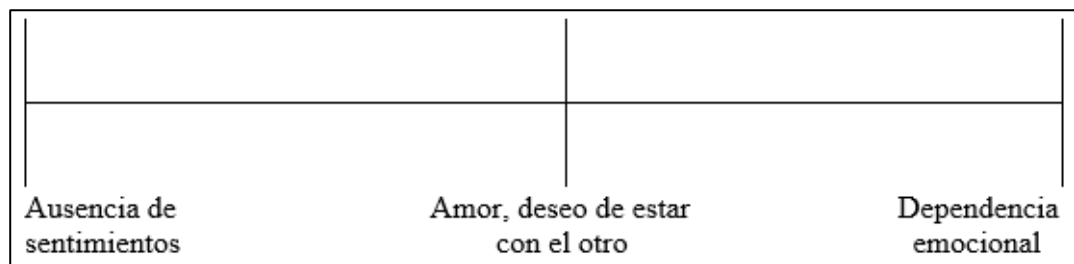 Ausencia de
sentimientos
Amor, deseo de estar
con el otro
Dependencia
emocional